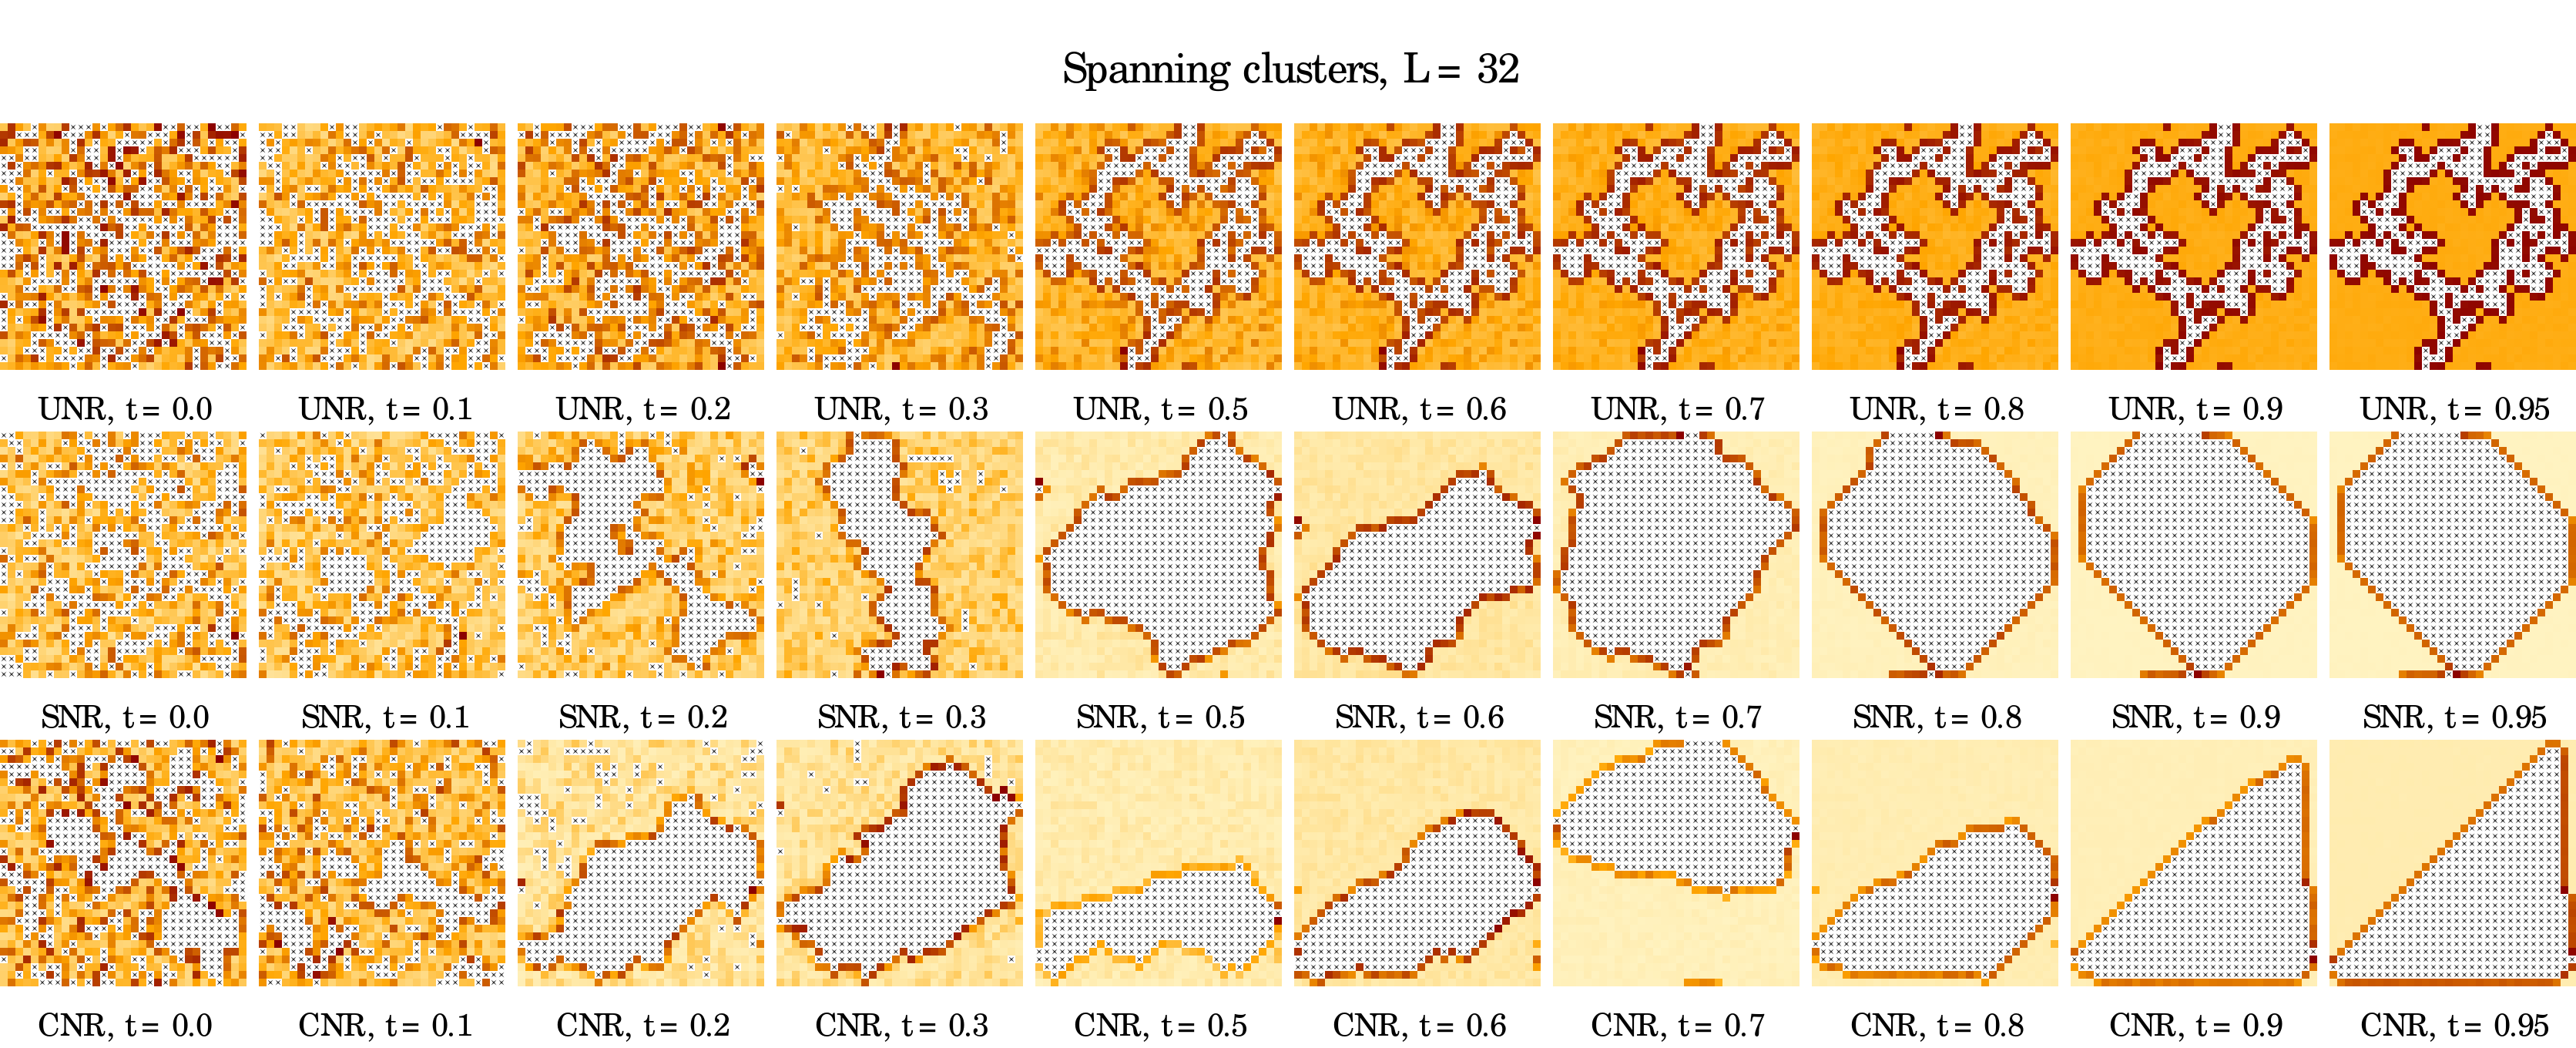 Spanning clusters, L = 32
UNR, t = 0.0 UNR, t = 0.1 UNR, t = 0.2 UNR, t = 0.3 UNR, t = 0.5 UNR, t = 0.6 UNR, t = 0.7 UNR, t = 0.8 UNR, t = 0.9 UNR, t = 0.95
SNR, t = 0.0 SNR, t = 0.1 SNR, t = 0.2 SNR, t = 0.3 SNR, t = 0.5 SNR, t = 0.6 SNR, t = 0.7 SNR, t = 0.8 SNR, t = 0.9 SNR, t = 0.95
CNR, t = 0.0 CNR, t = 0.1 CNR, t = 0.2 CNR, t = 0.3 CNR, t = 0.5 CNR, t = 0.6 CNR, t = 0.7 CNR, t = 0.8 CNR, t = 0.9 CNR, t = 0.95